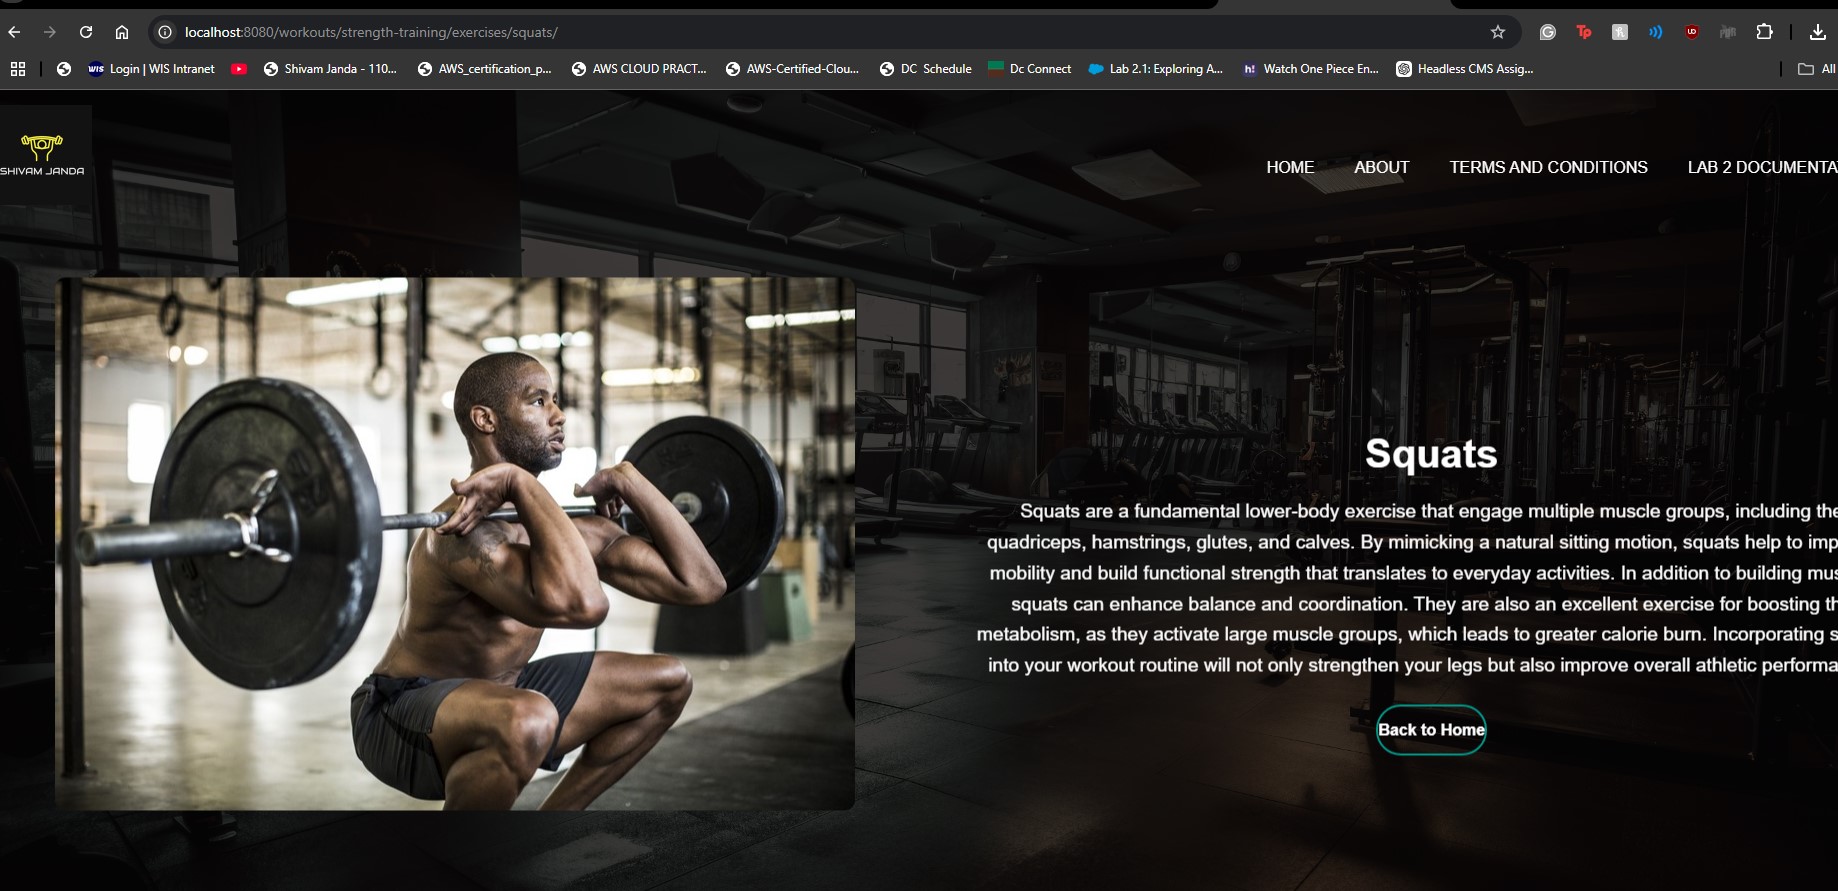 localhost:8080/workouts/strength-training/exercises/squats/
Login | WIS Intranet
Shivam Janda - 110...
AWS_certification_p...
AWS CLOUD PRACT...
AWS-Certified-Clou...
DC Schedule
Dc Connect
Lab 2.1: Exploring A...
Watch One Piece En...
Headless CMS Assig...
All
SHIVAM JANDA
HOME
ABOUT
TERMS AND CONDITIONS
LAB 2 DOCUMENTA
Squats
Squats are a fundamental lower-body exercise that engage multiple muscle groups, including the
quadriceps, hamstrings, glutes, and calves. By mimicking a natural sitting motion, squats help to imp
mobility and build functional strength that translates to everyday activities. In addition to building mus
squats can enhance balance and coordination. They are also an excellent exercise for boosting th
metabolism, as they activate large muscle groups, which leads to greater calorie burn. Incorporating s
into your workout routine will not only strengthen your legs but also improve overall athletic performa
Back to Home